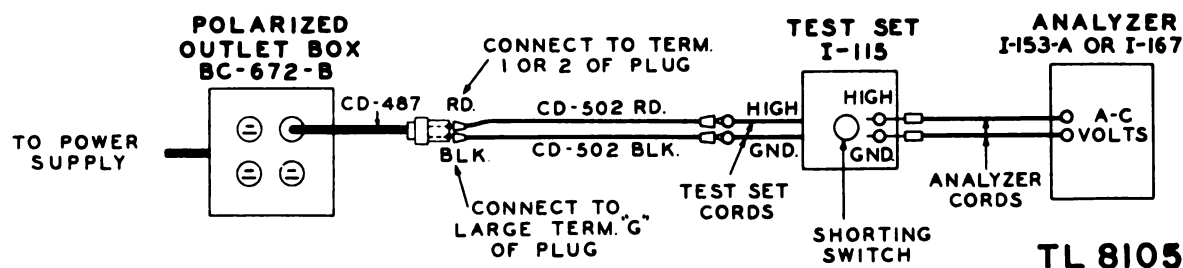 POLARIZED
OUTLET BOX
BC-672-B
TO POWER
SUPPLY
CD-487
CONNECT TO TERM.
1 OR 2 OF PLUG
RD.
BLK.
CONNECT TO
LARGE TERM. "G"
OF PLUG
CD-502 RD.
CD-502 BLK.
TEST SET
CORDS
TEST SET
I-115
HIGH
GND.
HIGH
GND.
SHORTING
SWITCH
ANALYZER
CORDS
ANALYZER
I-153-A OR I-167
A-C
VOLTS
TL 8105